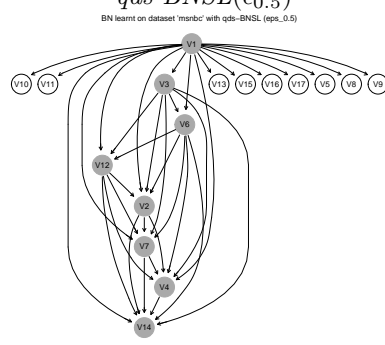 qds-BNSL(ϵ0.5)
BN learnt on dataset 'msnbc' with qds−BNSL (eps_0.5)
V1
V10 V11 V3 V13 V15 V16 V17 V5 V8 V9
V6
V12
V2
V7
V4
V14